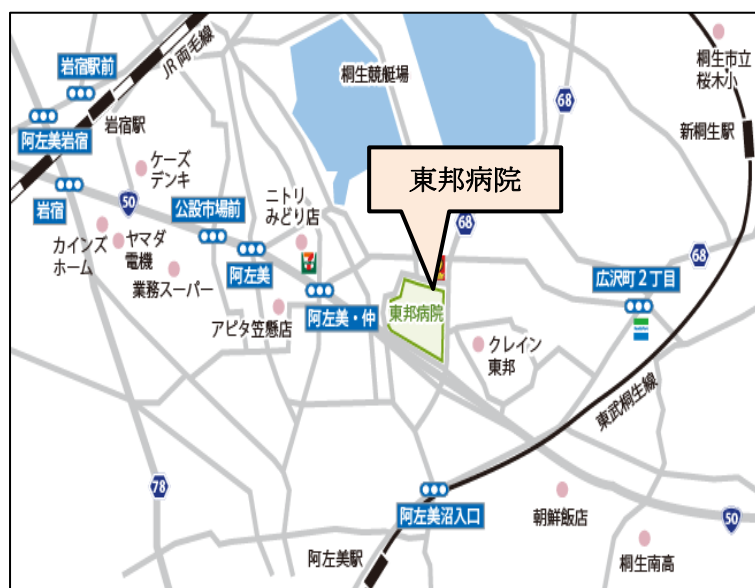 JR両毛線
岩宿駅前
阿左美岩宿
岩宿駅
岩宿
50
ケーズ
デンキ
公設市場前
カインズ
ホーム
ヤマダ
電機
業務スーパー
阿左美
ニトリ
みどり店
7
アピタ笠懸店
阿左美・仲
桐生競艇場
68
東邦病院
68
東邦病院
クレイン
東邦
桐生市立
桜木小
新桐生駅
68
広沢町2丁目
東武桐生線
78
阿左美沼入口
阿左美駅
朝鮮飯店
50
桐生南高